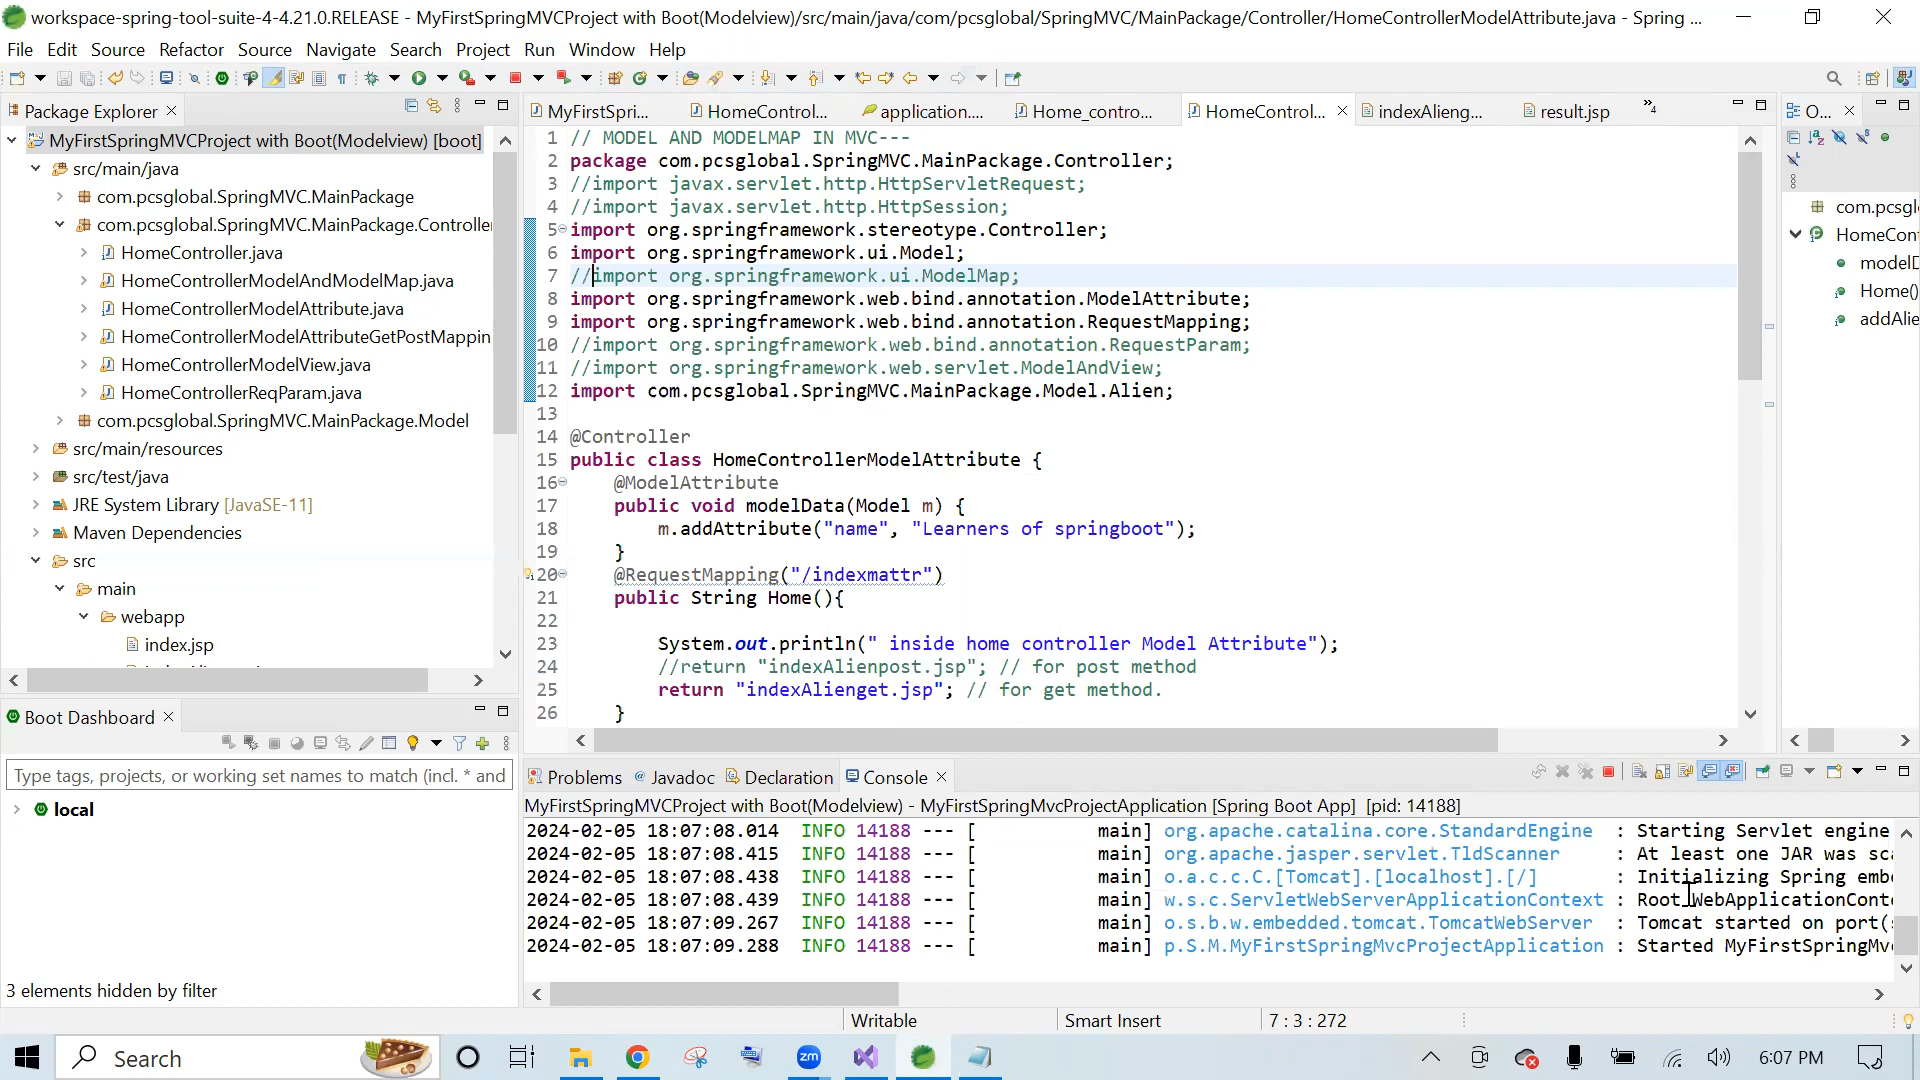 workspace-spring-tool-suite-4-4.21.0.RELEASE - MyFirstSpringMVCProject with Boot(Modelview)/src/main/java/com/pcsglobal/SpringMVC/MainPackage/Controller/HomeControllerModelAttribute.java - Spring ...
File Edit Source Refactor Source Navigate Search Project Run Window Help
Package Explorer
MyFirstSpringMVCProject with Boot(Modelview) [boot]
src/main/java
com.pcsglobal.SpringMVC.MainPackage
com.pcsglobal.SpringMVC.MainPackage.Controller
HomeController.java
HomeControllerModelAndModelMap.java
HomeControllerModelAttribute.java
HomeControllerModelAttributeGetPostMappin
HomeControllerModelView.java
HomeControllerReqParam.java
com.pcsglobal.SpringMVC.MainPackage.Model
src/main/resources
src/test/java
JRE System Library [JavaSE-11]
Maven Dependencies
src
main
webapp
index.jsp
MyFirstSpri... HomeControl... application.... Home_contro... HomeControl... indexAlieng... result.jsp »4
1 // MODEL AND MODELMAP IN MVC---
2 package com.pcsglobal.SpringMVC.MainPackage.Controller;
3 //import javax.servlet.http.HttpServletRequest;
4 //import javax.servlet.http.HttpSession;
5 import org.springframework.stereotype.Controller;
6 import org.springframework.ui.Model;
7 //import org.springframework.ui.ModelMap;
8 import org.springframework.web.bind.annotation.ModelAttribute;
9 import org.springframework.web.bind.annotation.RequestMapping;
10 //import org.springframework.web.bind.annotation.RequestParam;
11 //import org.springframework.web.servlet.ModelAndView;
12 import com.pcsglobal.SpringMVC.MainPackage.Model.Alien;
13
14 @Controller
15 public class HomeControllerModelAttribute {
16 @ModelAttribute
17 public void modelData(Model m) {
18 m.addAttribute("name", "Learners of springboot");
19 }
20 @RequestMapping("/indexmattr")
21 public String Home(){
22
23 System.out.println(" inside home controller Model Attribute");
24 //return "indexAlienpost.jsp"; // for post method
25 return "indexAlienget.jsp"; // for get method.
26 }
O...
com.pcsgl
HomeCont
modelD
Home()
addAlie
Boot Dashboard
Type tags, projects, or working set names to match (incl. * and
local
3 elements hidden by filter
Problems @ Javadoc Declaration Console
MyFirstSpringMVCProject with Boot(Modelview) - MyFirstSpringMvcProjectApplication [Spring Boot App] [pid: 14188]
2024-02-05 18:07:08.014 INFO 14188 --- [ main] org.apache.catalina.core.StandardEngine : Starting Servlet engine
2024-02-05 18:07:08.415 INFO 14188 --- [ main] org.apache.jasper.servlet.TldScanner : At least one JAR was sca
2024-02-05 18:07:08.438 INFO 14188 --- [ main] o.a.c.c.C.[Tomcat].[localhost].[/] : Initializing Spring embe
2024-02-05 18:07:08.439 INFO 14188 --- [ main] w.s.c.ServletWebServerApplicationContext : Root WebApplicationConte
2024-02-05 18:07:09.267 INFO 14188 --- [ main] o.s.b.w.embedded.tomcat.TomcatWebServer : Tomcat started on port(s
2024-02-05 18:07:09.288 INFO 14188 --- [ main] p.S.M.MyFirstSpringMvcProjectApplication : Started MyFirstSpringMv
Writable Smart Insert 7 : 3 : 272
Search zm 6:07 PM